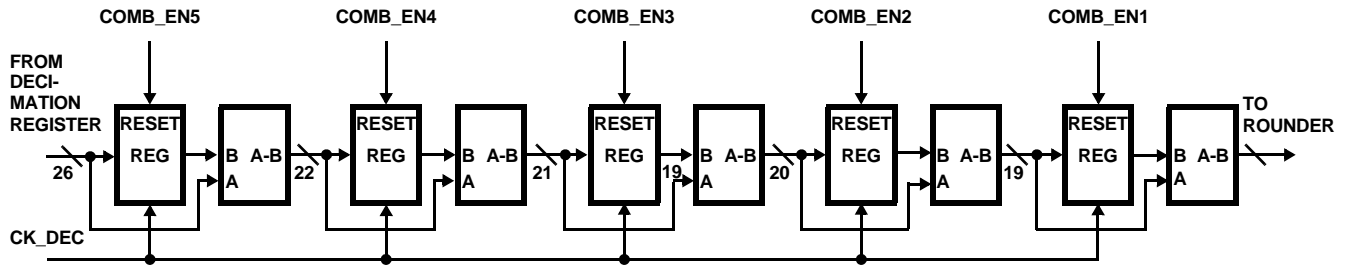 COMB_EN5 COMB_EN4 COMB_EN3 COMB_EN2 COMB_EN1
FROM
DECI-
MATION
REGISTER
TO
ROUNDER
RESET RESET RESET RESET RESET
REG B A-B REG B A-B REG B A-B REG B A-B REG B A-B
26 22 21 19 20 19
A A A A A
CK_DEC